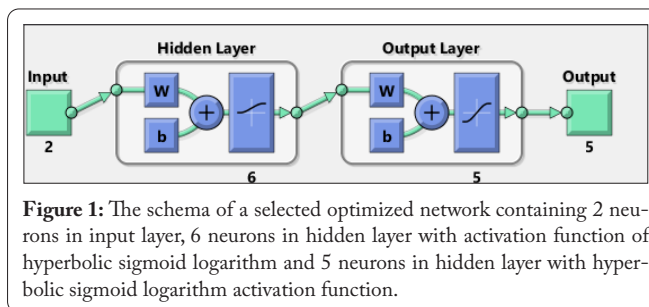 Hidden Layer Output Layer
Input Output
W W
b b
2 5
6 5
Figure 1: The schema of a selected optimized network containing 2 neu-
rons in input layer, 6 neurons in hidden layer with activation function of
hyperbolic sigmoid logarithm and 5 neurons in hidden layer with hyper-
bolic sigmoid logarithm activation function.